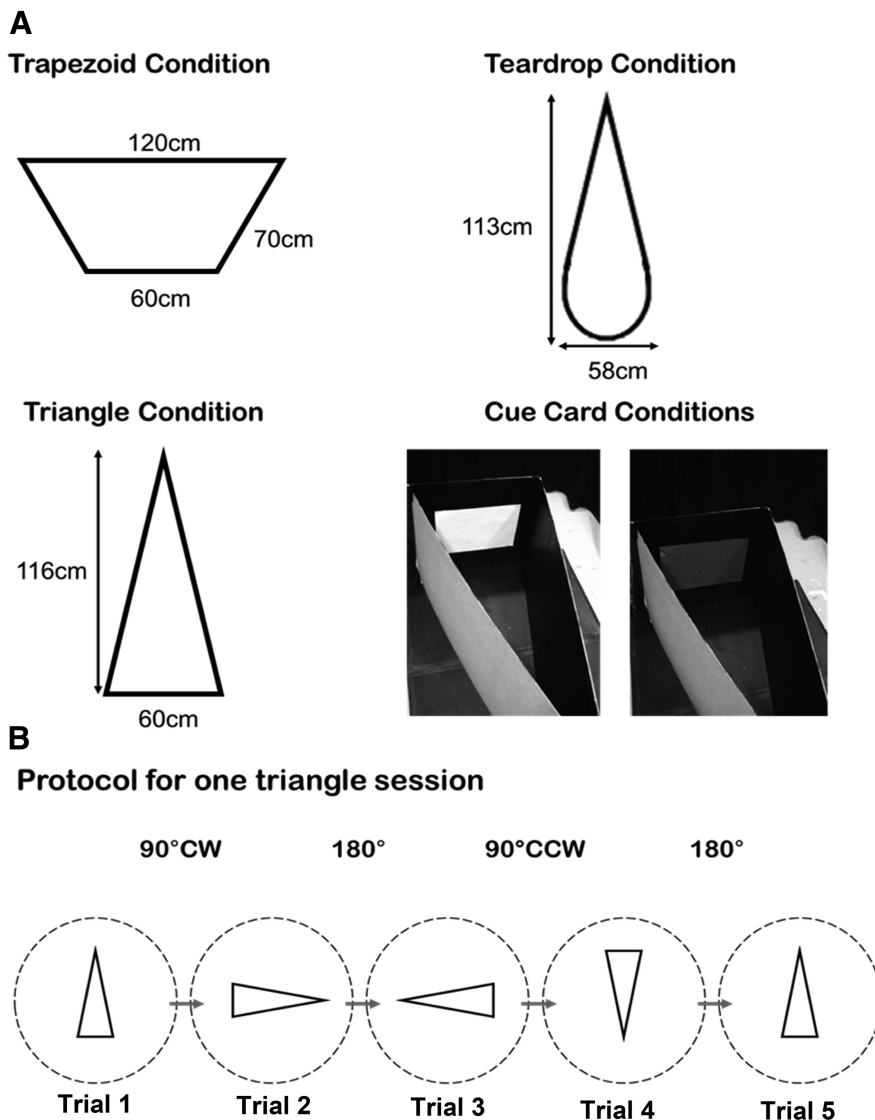 A
Trapezoid Condition
Teardrop Condition
120cm
70cm
60cm
113cm
58cm
Triangle Condition
Cue Card Conditions
116cm
60cm
B
Protocol for one triangle session
90°CW 180° 90°CCW 180°
Trial 1 Trial 2 Trial 3 Trial 4 Trial 5